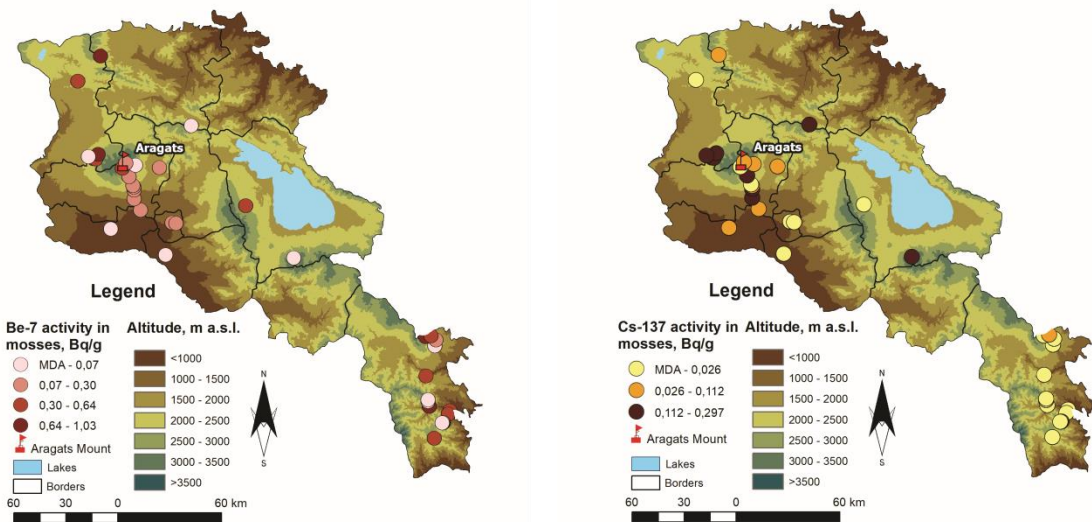 Aragats
Legend
Be-7 activity in
mosses, Bq/g
MDA - 0,07
0,07 - 0,30
0,30 - 0,64
0,64 - 1,03
Aragats Mount
Lakes
Borders
Altitude, m a.s.l.
<1000
1000 - 1500
1500 - 2000
2000 - 2500
2500 - 3000
3000 - 3500
>3500
N
S
60 30 0 60 km
Aragats
Legend
Cs-137 activity in
mosses, Bq/g
MDA - 0,026
0,026 - 0,112
0,112 - 0,297
Aragats Mount
Lakes
Borders
Altitude, m a.s.l.
<1000
1000 - 1500
1500 - 2000
2000 - 2500
2500 - 3000
3000 - 3500
>3500
N
S
60 30 0 60 km